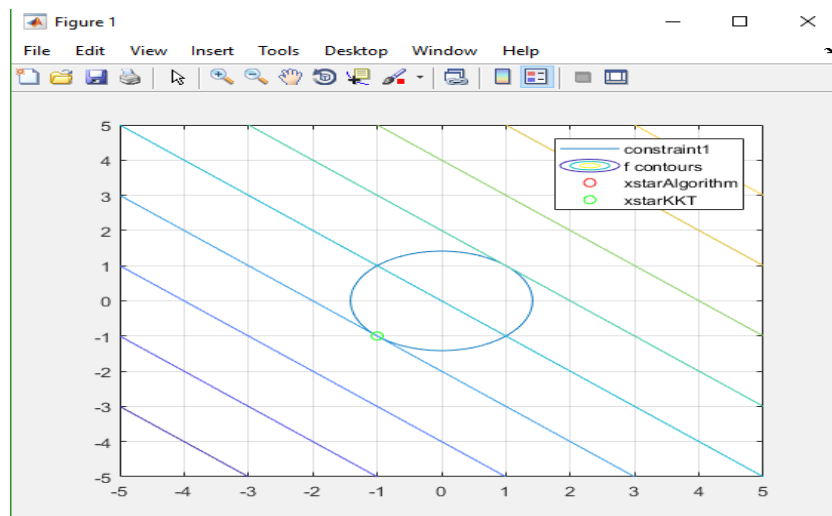 Figure 1
File Edit View Insert Tools Desktop Window Help
constraint1
f contours
xstarAlgorithm
xstarKKT
5
4
3
2
1
0
-1
-2
-3
-4
-5
-5 -4 -3 -2 -1 0 1 2 3 4 5